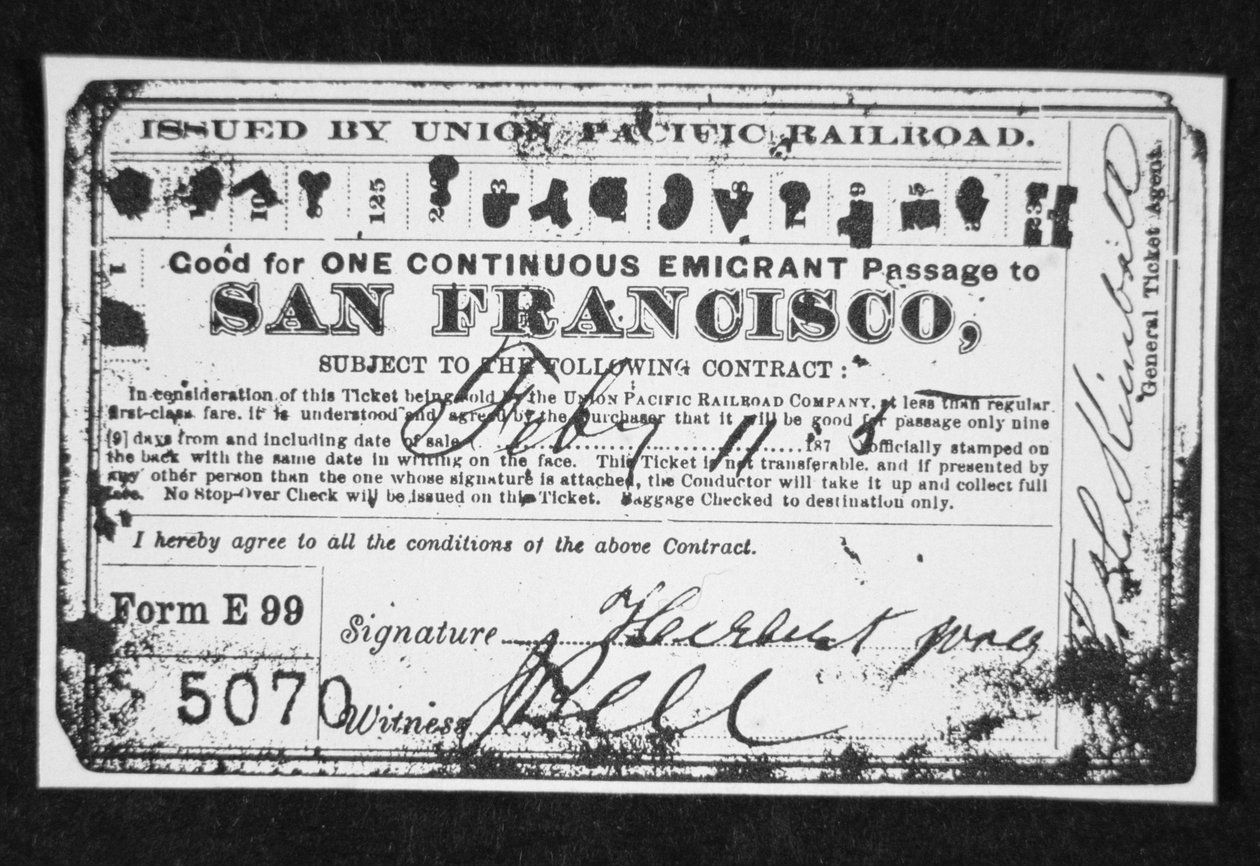 ISSUED BY UNION PACIFIC RAILROAD.
125
Good for ONE CONTINUOUS EMIGRANT Passage to
SAN FRANCISCO,
SUBJECT TO THE FOLLOWING CONTRACT:
In consideration of this Ticket being sold by the UNION PACIFIC RAILROAD COMPANY, at less than regular
first-class fare, it is understood and agreed by the purchaser that it will be good for passage only nine
[9] days from and including date of sale Feby 11 187 officially stamped on
the back with the same date in writing on the face. This Ticket is not transferable, and if presented by
any other person than the one whose signature is attached, the Conductor will take it up and collect full
fare. No Stop-Over Check will be issued on this Ticket. Baggage Checked to destination only.
I hereby agree to all the conditions of the above Contract.
Form E 99
5070
Signature Herbert Jones
Witness Bell
Kimball
General Ticket Agent.